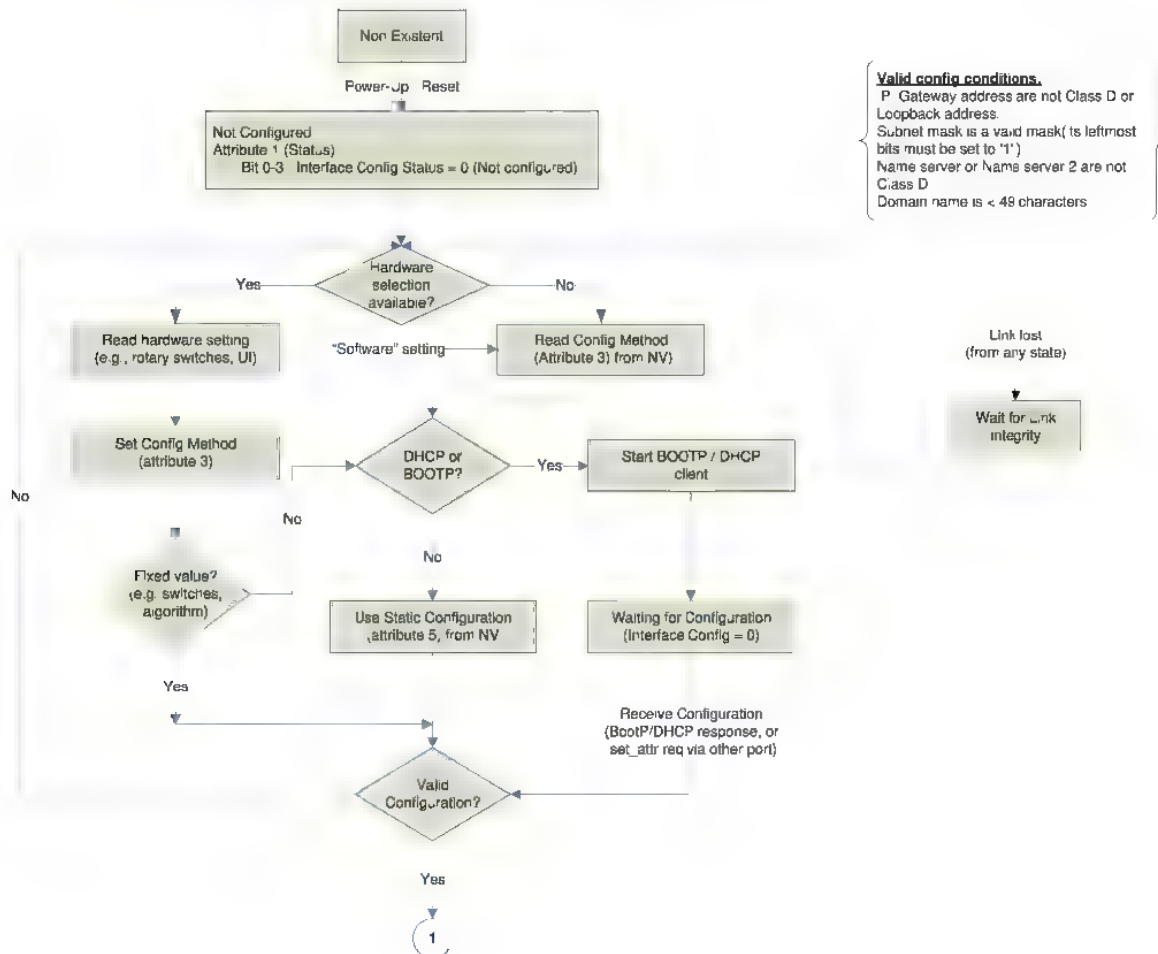 Non Existent
Power-Up Reset
Not Configured
Attribute 1 (Status)
Bit 0-3 Interface Config Status = 0 (Not configured)
Valid config conditions.
P Gateway address are not Class D or
Loopback address.
Subnet mask is a valid mask( ts leftmost
bits must be set to '1')
Name server or Name server 2 are not
Class D
Domain name is < 49 characters
Hardware
selection
available?
Yes
No
Read hardware setting
(e.g., rotary switches, UI)
"Software" setting
Read Config Method
(Attribute 3) from NV)
Link lost
(from any state)
Wait for Link
integrity
Set Config Method
(attribute 3)
DHCP or
BOOTP?
Yes
Start BOOTP / DHCP
client
No
No
No
Fixed value?
(e.g. switches,
algorithm)
Use Static Configuration
(attribute 5, from NV
Waiting for Configuration
(Interface Config = 0)
Yes
Receive Configuration
(BootP/DHCP response, or
set_attr req via other port)
Valid
Configuration?
Yes
1